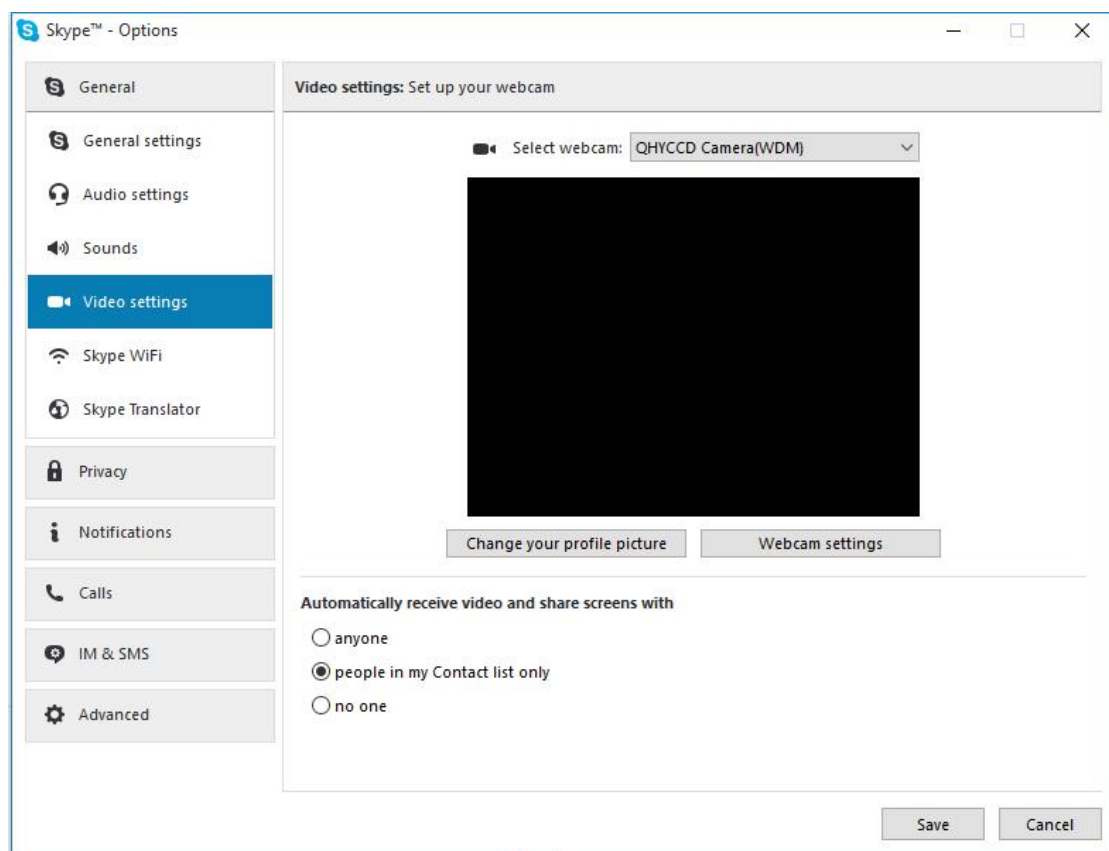 Skype™ - Options
General
General settings
Audio settings
Sounds
Video settings
Skype WiFi
Skype Translator
Privacy
Notifications
Calls
IM & SMS
Advanced
Video settings: Set up your webcam
Select webcam: QHYCCD Camera(WDM)
Change your profile picture Webcam settings
Automatically receive video and share screens with
anyone
people in my Contact list only
no one
Save Cancel